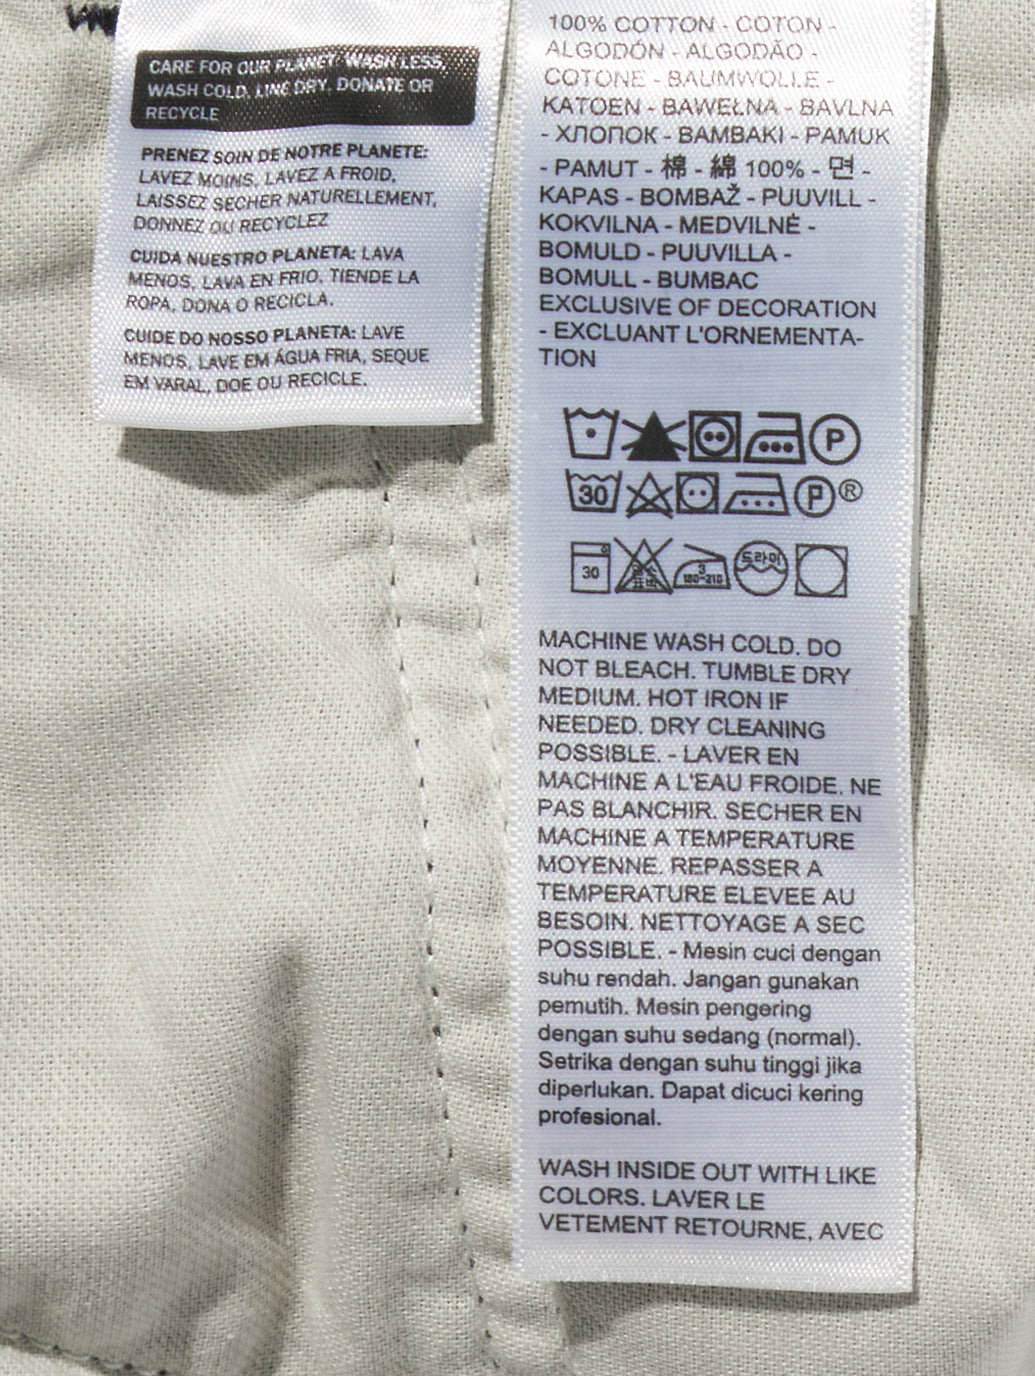 CARE FOR OUR PLANET: WASH LESS,
WASH COLD, LINE DRY, DONATE OR
RECYCLE
PRENEZ SOIN DE NOTRE PLANETE:
LAVEZ MOINS, LAVEZ A FROID,
LAISSEZ SECHER NATURELLEMENT,
DONNEZ OU RECYCLEZ
CUIDA NUESTRO PLANETA: LAVA
MENOS, LAVA EN FRIO, TIENDE LA
ROPA, DONA O RECICLA.
CUIDE DO NOSSO PLANETA: LAVE
MENOS, LAVE EM ÁGUA FRIA, SEQUE
EM VARAL, DOE OU RECICLE.
100% COTTON - COTON -
ALGODÓN - ALGODÃO -
COTONE - BAUMWOLLE -
KATOEN - BAWEŁNA - BAVLNA
- ХЛОПОК - BAMBAKI - PAMUK
- PAMUT - 棉 - 綿 100% - 면 -
KAPAS - BOMBAŽ - PUUVILL -
KOKVILNA - MEDVILNĖ -
BOMULD - PUUVILLA -
BOMULL - BUMBAC
EXCLUSIVE OF DECORATION
- EXCLUANT L'ORNEMENTA-
TION
P
30 P ®
30 3 180-210 드라이
MACHINE WASH COLD. DO
NOT BLEACH. TUMBLE DRY
MEDIUM. HOT IRON IF
NEEDED. DRY CLEANING
POSSIBLE. - LAVER EN
MACHINE A L'EAU FROIDE. NE
PAS BLANCHIR. SECHER EN
MACHINE A TEMPERATURE
MOYENNE. REPASSER A
TEMPERATURE ELEVEE AU
BESOIN. NETTOYAGE A SEC
POSSIBLE. - Mesin cuci dengan
suhu rendah. Jangan gunakan
pemutih. Mesin pengering
dengan suhu sedang (normal).
Setrika dengan suhu tinggi jika
diperlukan. Dapat dicuci kering
profesional.
WASH INSIDE OUT WITH LIKE
COLORS. LAVER LE
VETEMENT RETOURNE, AVEC